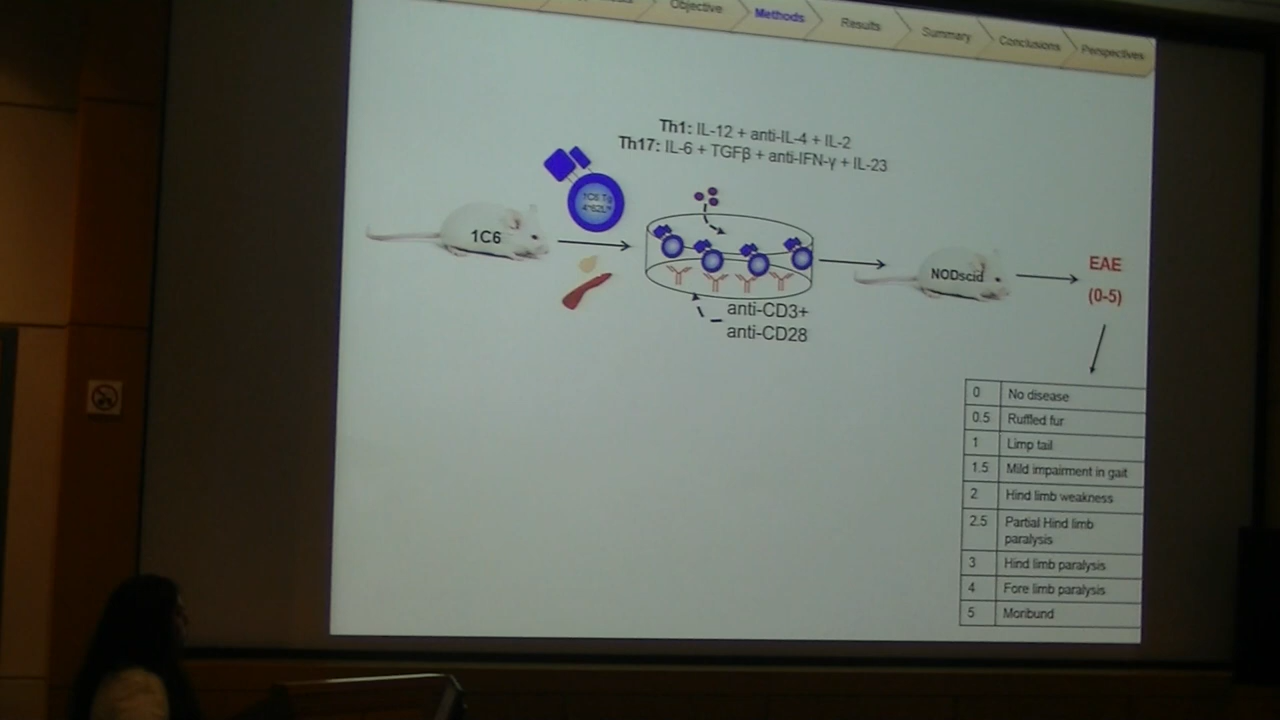 Objective
Methods
Results
Summary
Conclusions
Perspectives
Th1: IL-12 + anti-IL-4 + IL-2
Th17: IL-6 + TGFβ + anti-IFN-γ + IL-23
1C6 Tg
1C6
NODscid
EAE
(0-5)
anti-CD3+
anti-CD28
0 No disease
0.5 Ruffled fur
1 Limp tail
1.5 Mild impairment in gait
2 Hind limb weakness
2.5 Partial Hind limb
paralysis
3 Hind limb paralysis
4 Fore limb paralysis
5 Moribund